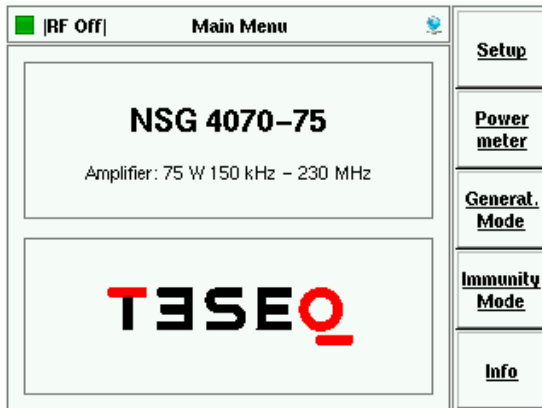 |RF Off| Main Menu
NSG 4070-75
Amplifier: 75 W 150 kHz - 230 MHz
TESEQ
Setup
Power
meter
Generat.
Mode
Immunity
Mode
Info